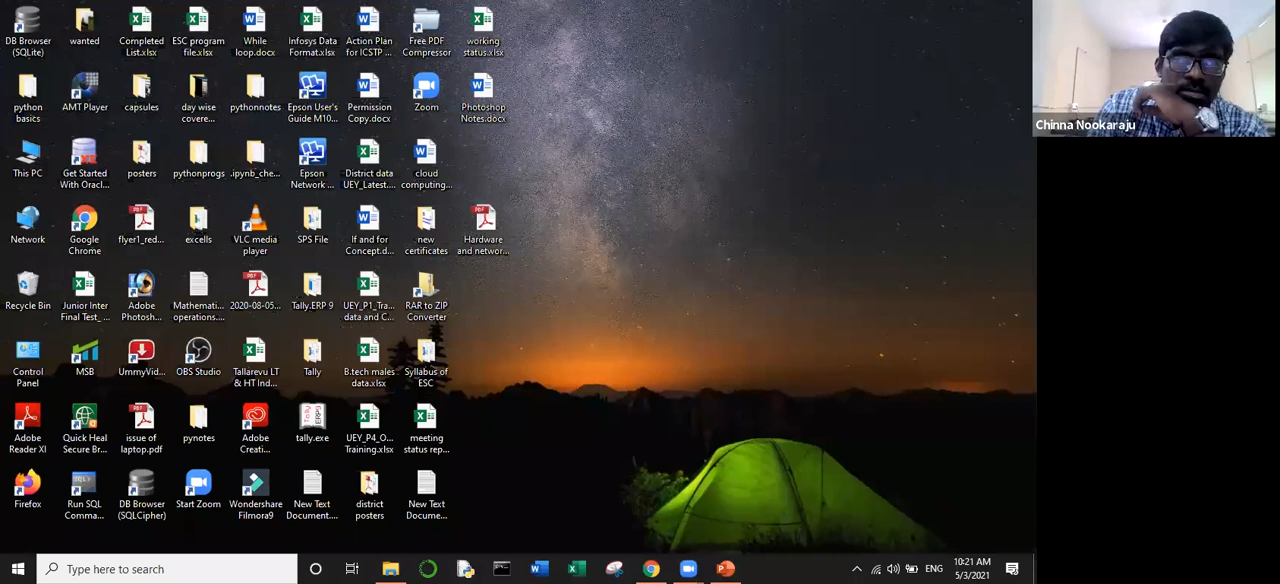 DB Browser
(SQLite)
wanted
Completed
List.xlsx
ESC program
file.xlsx
While
loop.docx
Infosys Data
Format.xlsx
Action Plan
for ICSTP ...
Free PDF
Compressor
working
status.xlsx
python
basics
AMT Player
capsules
day wise
covere...
pythonnotes
Epson User's
Guide M10...
Permission
Copy.docx
Zoom
Photoshop
Notes.docx
This PC
Get Started
With Oracl...
posters
pythonprogs
.ipynb_che...
Epson
Network ...
District data
UEY_Latest....
cloud
computing...
Network
Google
Chrome
flyer1_red...
excells
VLC media
player
SPS File
If and for
Concept.d...
new
certificates
Hardware
and networ...
Recycle Bin
Junior Inter
Final Test_ ...
Adobe
Photosh...
Mathemati...
operations....
2020-08-05...
Tally.ERP 9
UEY_P1_Tra...
data and C...
RAR to ZIP
Converter
Control
Panel
MSB
UmmyVid...
OBS Studio
Tallarevu LT
& HT Ind...
Tally
B.tech males
data.xlsx
Syllabus of
ESC
Adobe
Reader XI
Quick Heal
Secure Br...
issue of
laptop.pdf
pynotes
Adobe
Creati...
tally.exe
UEY_P4_O...
Training.xlsx
meeting
status rep...
Firefox
Run SQL
Comma...
DB Browser
(SQLCipher)
Start Zoom
Wondershare
Filmora9
New Text
Document....
district
posters
New Text
Docume...
Chinna Nookaraju
Type here to search
ENG
10:21 AM
5/3/2021